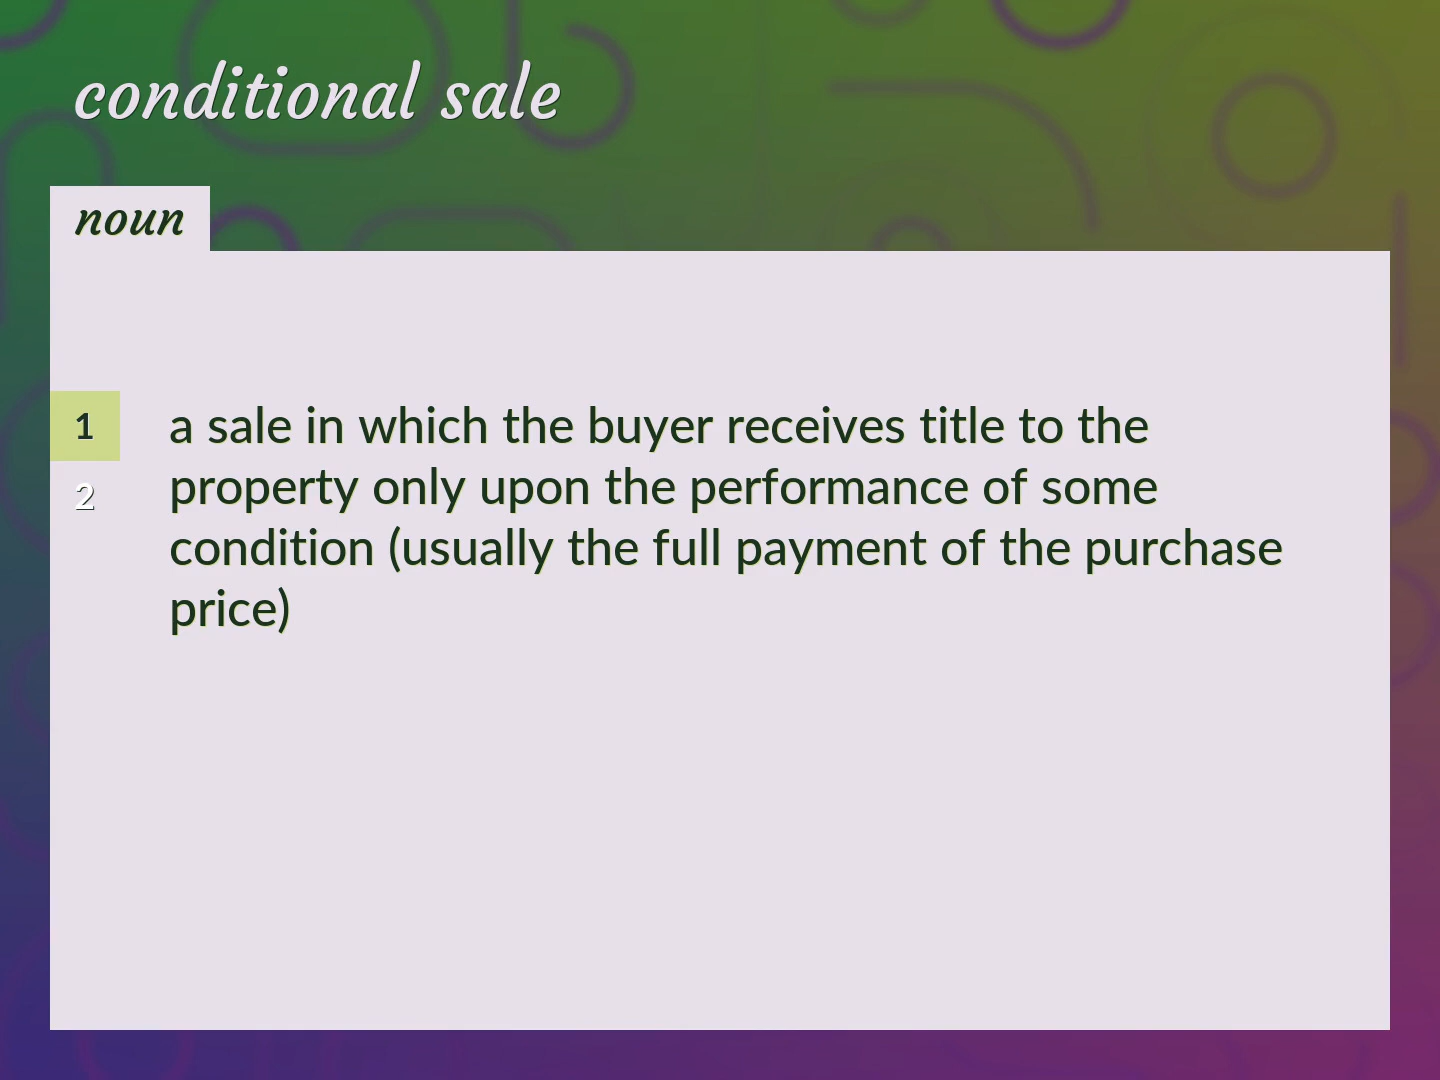 conditional sale
noun
1
a sale in which the buyer receives title to the
property only upon the performance of some
condition (usually the full payment of the purchase
price)
2